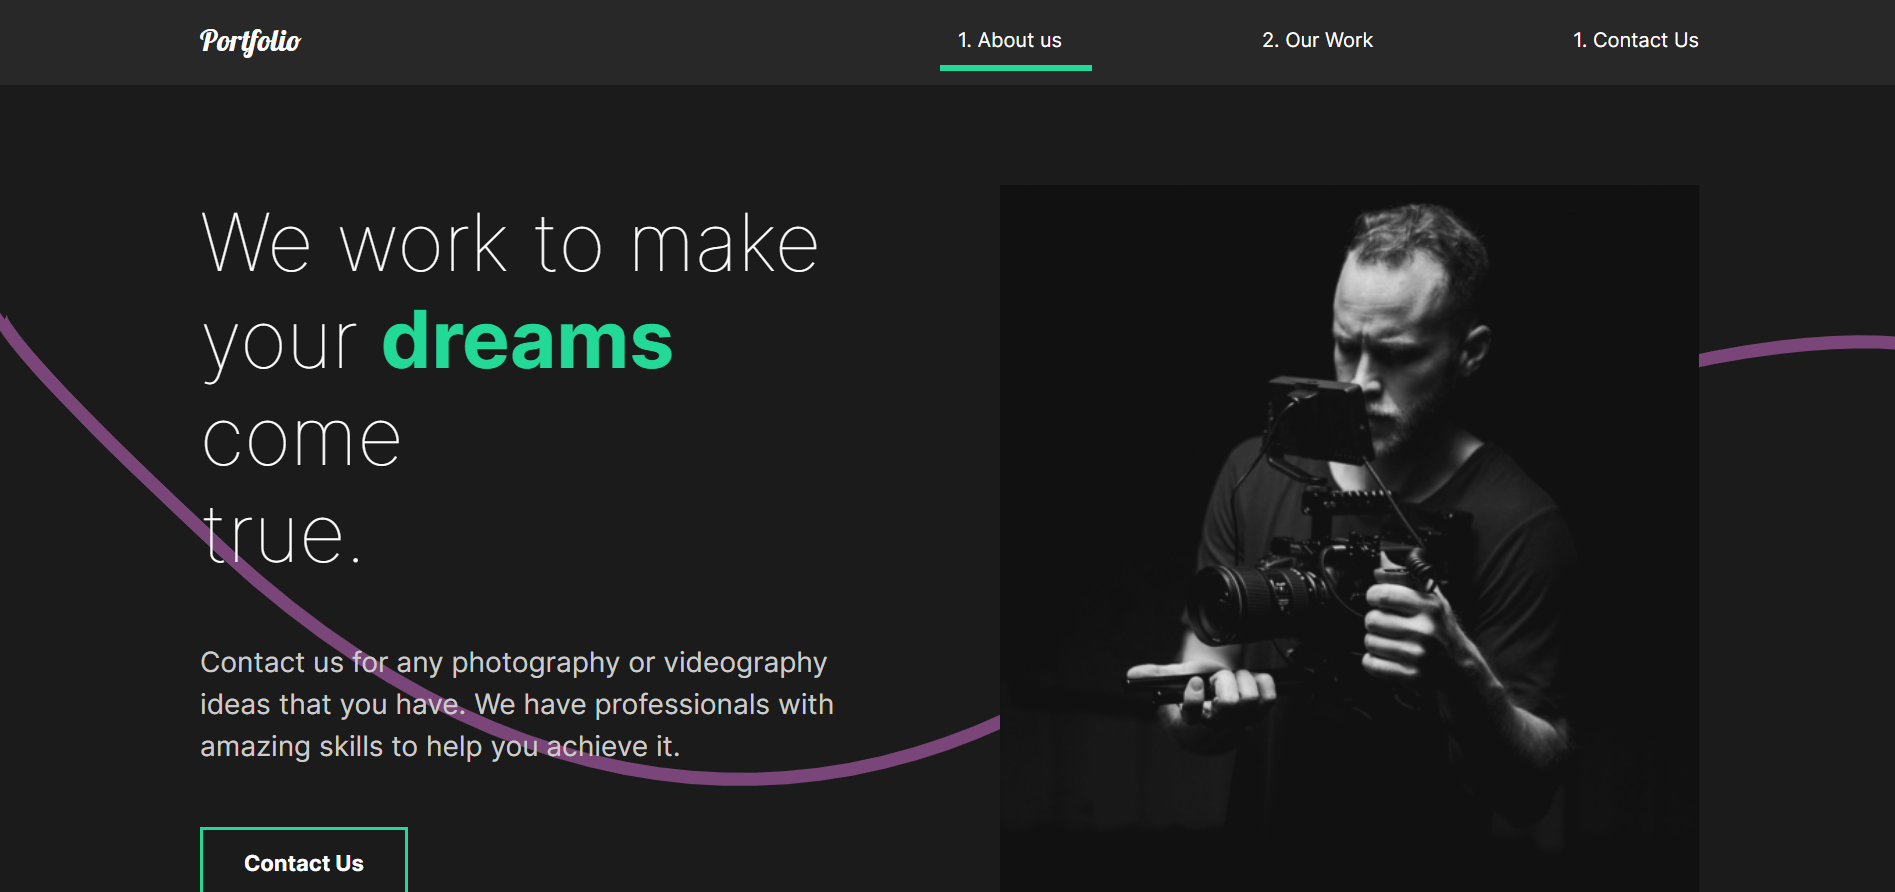 Portfolio
1. About us
2. Our Work
1. Contact Us
We work to make
your dreams
come
true.
Contact us for any photography or videography
ideas that you have. We have professionals with
amazing skills to help you achieve it.
Contact Us